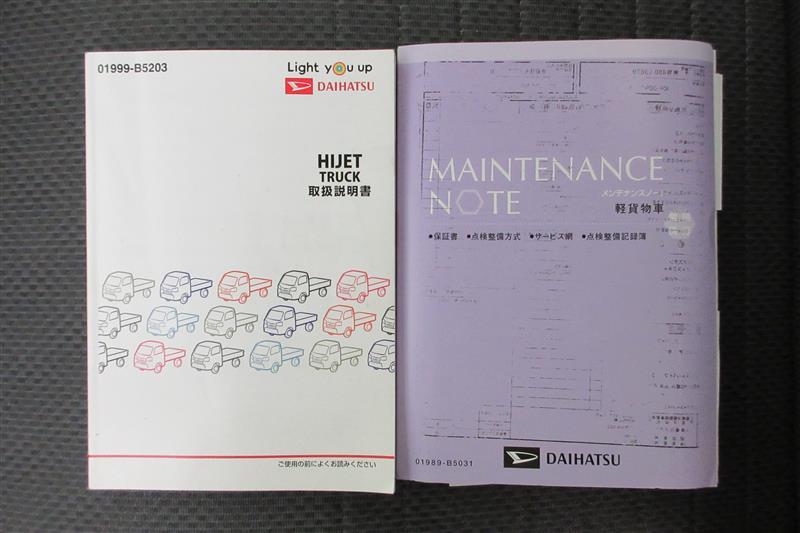 01999-B5203
Light you up
DAIHATSU
HIJET
TRUCK
取扱説明書
ご使用の前によくお読みください
MAINTENANCE
NOTE
メンテナンスノート
軽貨物車
●保証書 ●点検整備方式 ●サービス網 ●点検整備記録簿
01989-B5031
DAIHATSU